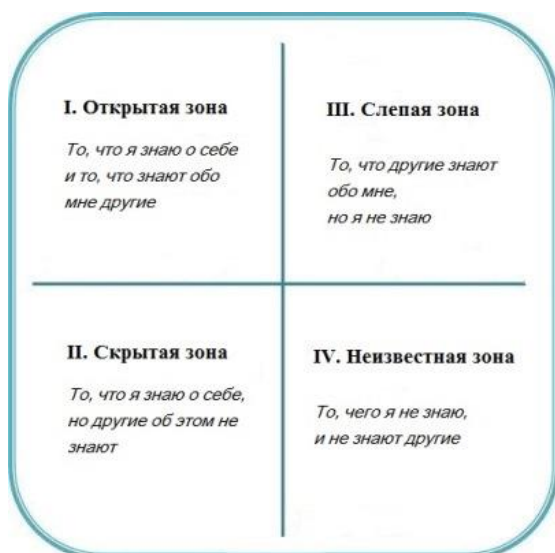 I. Открытая зона
То, что я знаю о себе
и то, что знают обо
мне другие
III. Слепая зона
То, что другие знают
обо мне,
но я не знаю
II. Скрытая зона
То, что я знаю о себе,
но другие об этом не
знают
IV. Неизвестная зона
То, чего я не знаю,
и не знают другие